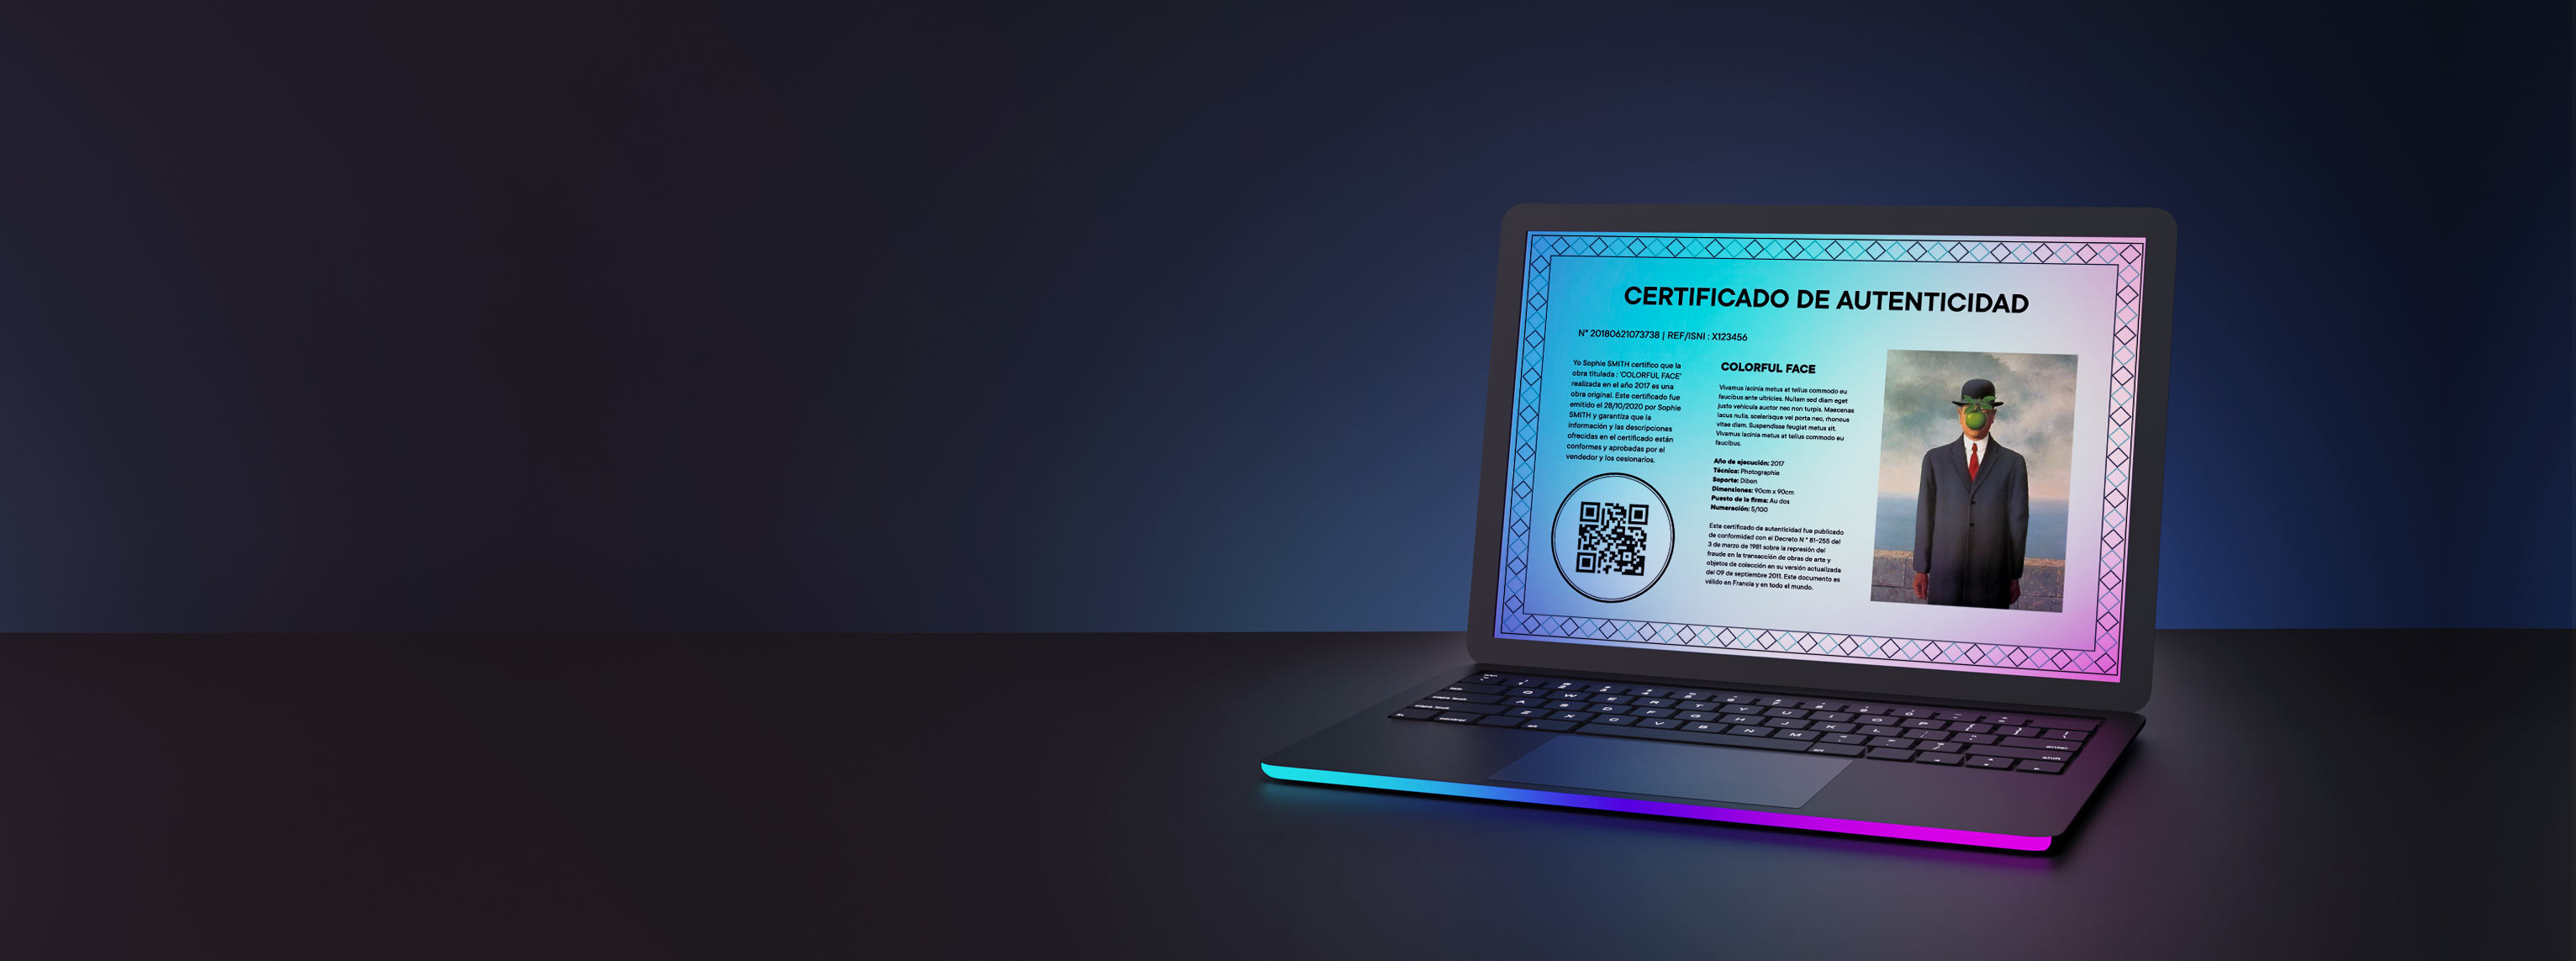 CERTIFICADO DE AUTENTICIDAD
N° 20180621073738 | REF/ISNI : X123456
Yo Sophie SMITH certifico que la
obra titulada : 'COLORFUL FACE'
realizada en el año 2017 es una
obra original. Este certificado fue
emitido el 28/10/2020 por Sophie
SMITH y garantiza que la
información y las descripciones
ofrecidas en el certificado están
conformes y aprobadas por el
vendedor y los cesionarios.
COLORFUL FACE
Vivamus lacinia metus at tellus commodo eu
faucibus ante ultricies. Nullam sed diam eget
justo vehicula auctor nec non turpis. Maecenas
lacus nulla, scelerisque vel porta nec, rhoncus
vitae diam. Suspendisse feugiat metus sit.
Vivamus lacinia metus at tellus commodo eu
faucibus.
Año de ejecución: 2017
Técnica: Photographie
Soporte: Dibon
Dimensiones: 90cm x 90cm
Puesto de la firma: Au dos
Numeración: 5/100
Este certificado de autenticidad fue publicado
de conformidad con el Decreto N ° 81-255 del
3 de marzo de 1981 sobre la represión del
fraude en la transacción de obras de arte y
objetos de colección en su versión actualizada
del 09 de septiembre 2011. Este documento es
válido en Francia y en todo el mundo.
Q W E R T Y U I O P
A S D F G H J K L
enter
Z X C V B N M
shift
alt